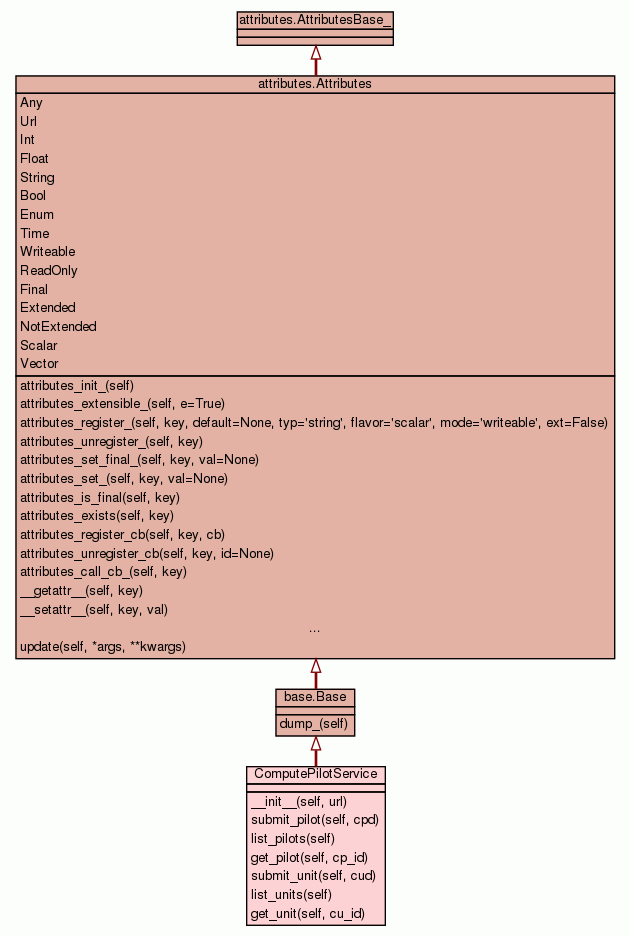 attributes.AttributesBase_
attributes.Attributes
Any
Url
Int
Float
String
Bool
Enum
Time
Writeable
ReadOnly
Final
Extended
NotExtended
Scalar
Vector
attributes_init_(self)
attributes_extensible_(self, e=True)
attributes_register_(self, key, default=None, typ='string', flavor='scalar', mode='writeable', ext=False)
attributes_unregister_(self, key)
attributes_set_final_(self, key, val=None)
attributes_set_(self, key, val=None)
attributes_is_final(self, key)
attributes_exists(self, key)
attributes_register_cb(self, key, cb)
attributes_unregister_cb(self, key, id=None)
attributes_call_cb_(self, key)
__getattr__(self, key)
__setattr__(self, key, val)
...
update(self, *args, **kwargs)
base.Base
dump_(self)
ComputePilotService
__init__(self, url)
submit_pilot(self, cpd)
list_pilots(self)
get_pilot(self, cp_id)
submit_unit(self, cud)
list_units(self)
get_unit(self, cu_id)